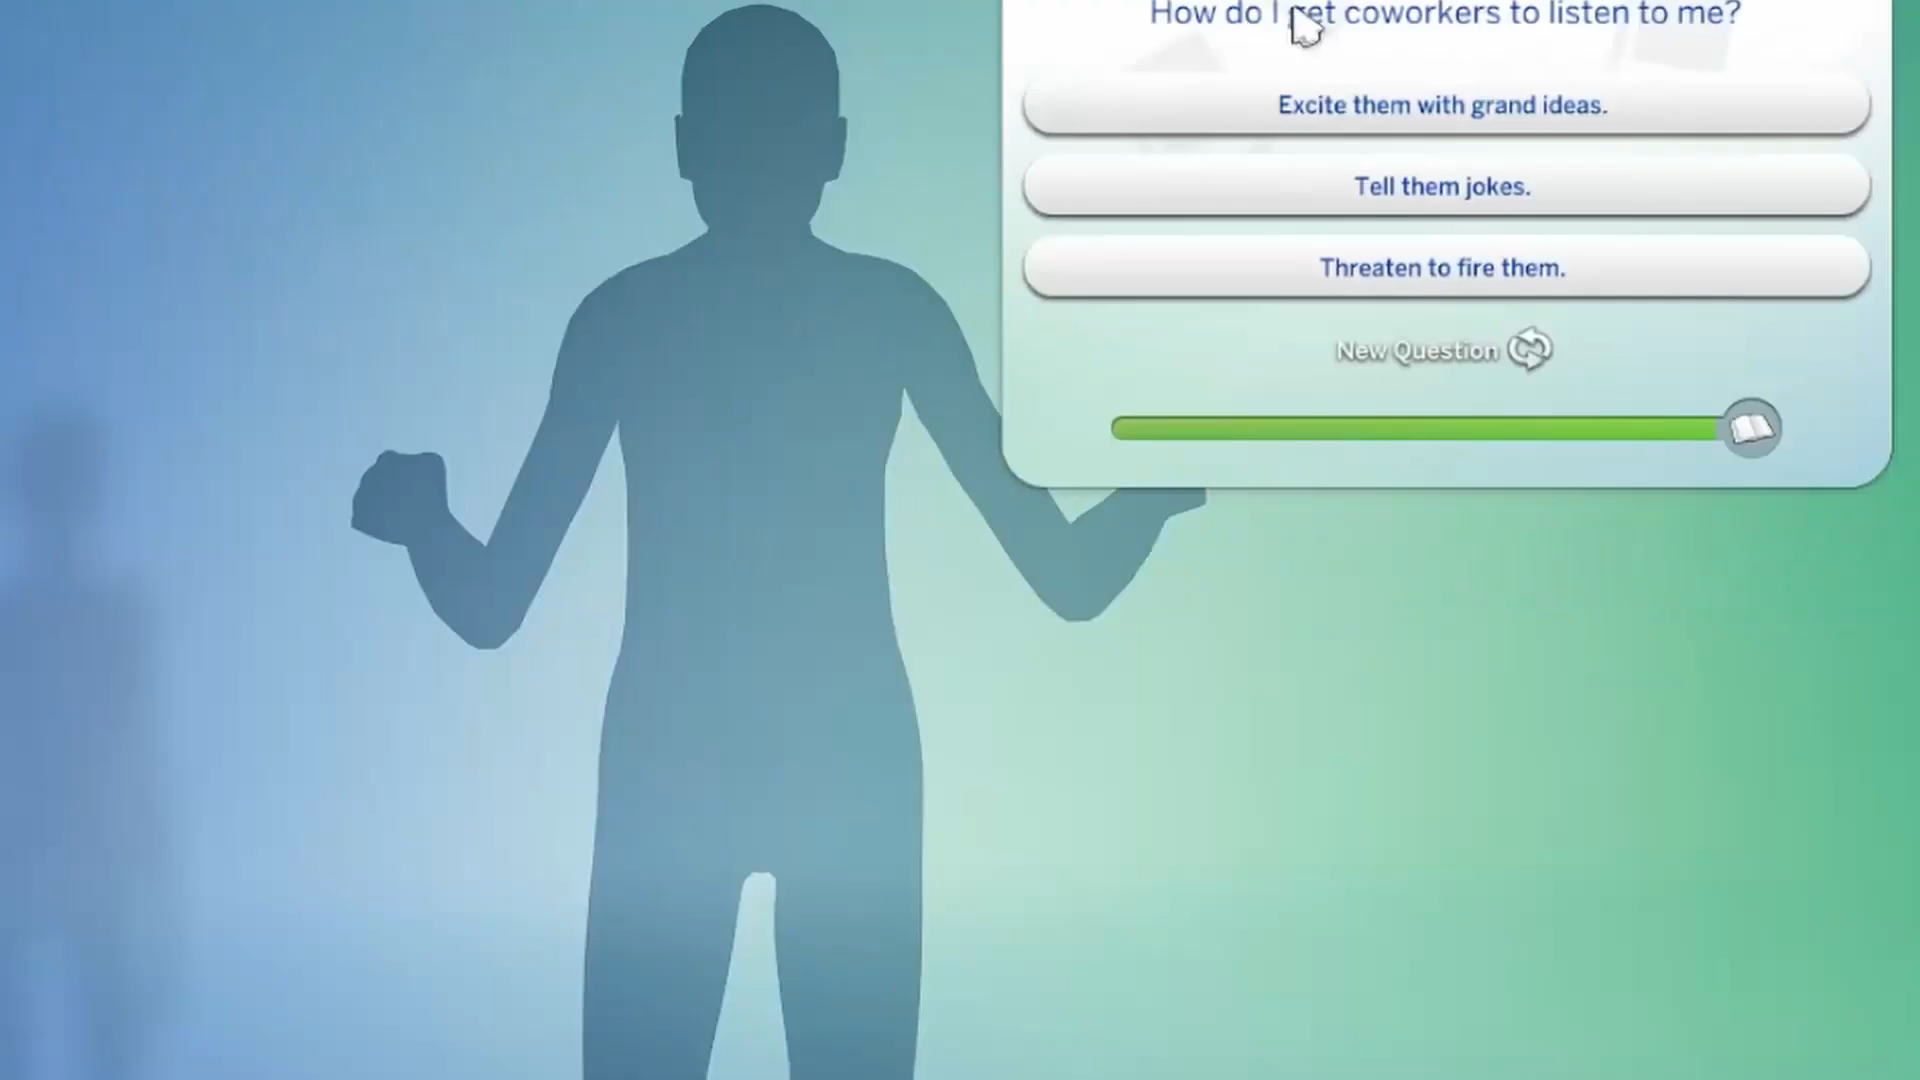 How do I get coworkers to listen to me?
Excite them with grand ideas.
Tell them jokes.
Threaten to fire them.
New Question